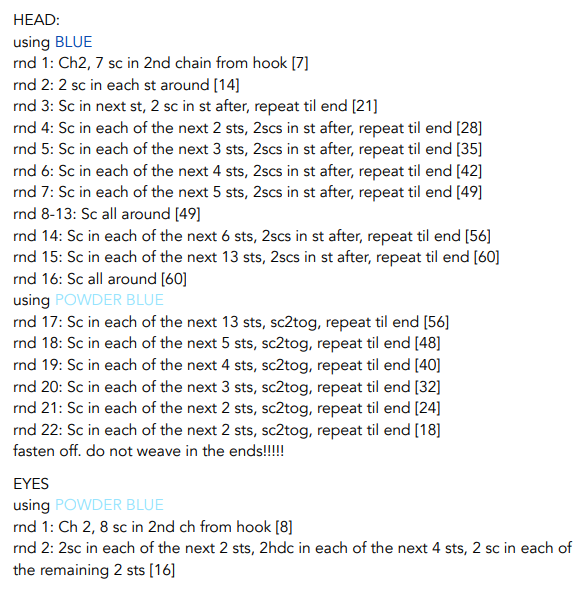 HEAD:
using BLUE
rnd 1: Ch2, 7 sc in 2nd chain from hook [7]
rnd 2: 2 sc in each st around [14]
rnd 3: Sc in next st, 2 sc in st after, repeat til end [21]
rnd 4: Sc in each of the next 2 sts, 2scs in st after, repeat til end [28]
rnd 5: Sc in each of the next 3 sts, 2scs in st after, repeat til end [35]
rnd 6: Sc in each of the next 4 sts, 2scs in st after, repeat til end [42]
rnd 7: Sc in each of the next 5 sts, 2scs in st after, repeat til end [49]
rnd 8-13: Sc all around [49]
rnd 14: Sc in each of the next 6 sts, 2scs in st after, repeat til end [56]
rnd 15: Sc in each of the next 13 sts, 2scs in st after, repeat til end [60]
rnd 16: Sc all around [60]
using POWDER BLUE
rnd 17: Sc in each of the next 13 sts, sc2tog, repeat til end [56]
rnd 18: Sc in each of the next 5 sts, sc2tog, repeat til end [48]
rnd 19: Sc in each of the next 4 sts, sc2tog, repeat til end [40]
rnd 20: Sc in each of the next 3 sts, sc2tog, repeat til end [32]
rnd 21: Sc in each of the next 2 sts, sc2tog, repeat til end [24]
rnd 22: Sc in each of the next 2 sts, sc2tog, repeat til end [18]
fasten off. do not weave in the ends!!!!!
EYES
using POWDER BLUE
rnd 1: Ch 2, 8 sc in 2nd ch from hook [8]
rnd 2: 2sc in each of the next 2 sts, 2hdc in each of the next 4 sts, 2 sc in each of
the remaining 2 sts [16]